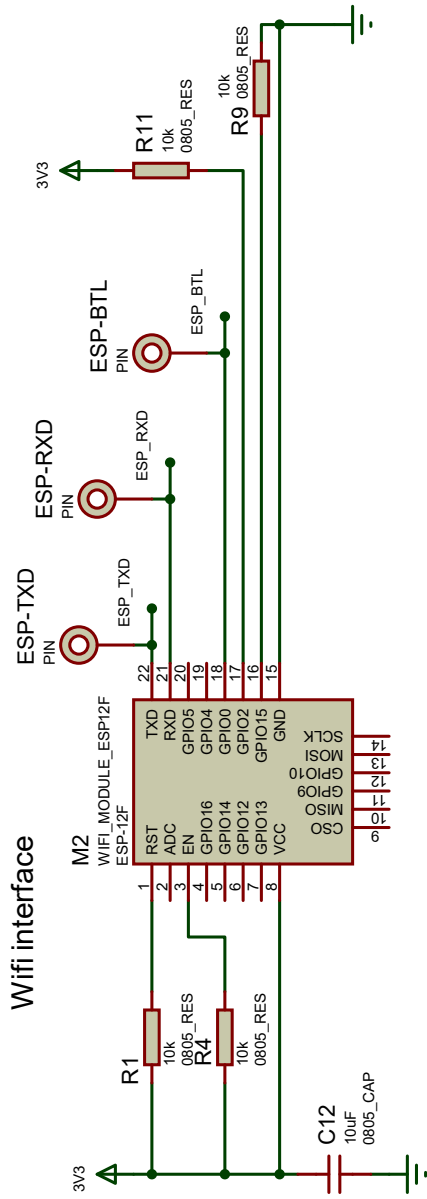 Wifi interface
3V3
R1
10k
0805_RES
R4
10k
0805_RES
C12
10uF
0805_CAP
M2
WIFI_MODULE_ESP12F
ESP-12F
1
RST
2
ADC
3
EN
4
GPIO16
5
GPIO14
6
GPIO12
7
GPIO13
8
VCC
9
CSO
10
MISO
11
GPIO9
12
GPIO10
13
MOSI
14
SCLK
22
TXD
21
RXD
20
GPIO5
19
GPIO4
18
GPIO0
17
GPIO2
16
GPIO15
15
GND
ESP-TXD
PIN
ESP_TXD
ESP-RXD
PIN
ESP_RXD
ESP-BTL
PIN
ESP_BTL
3V3
R11
10k
0805_RES
R9
10k
0805_RES